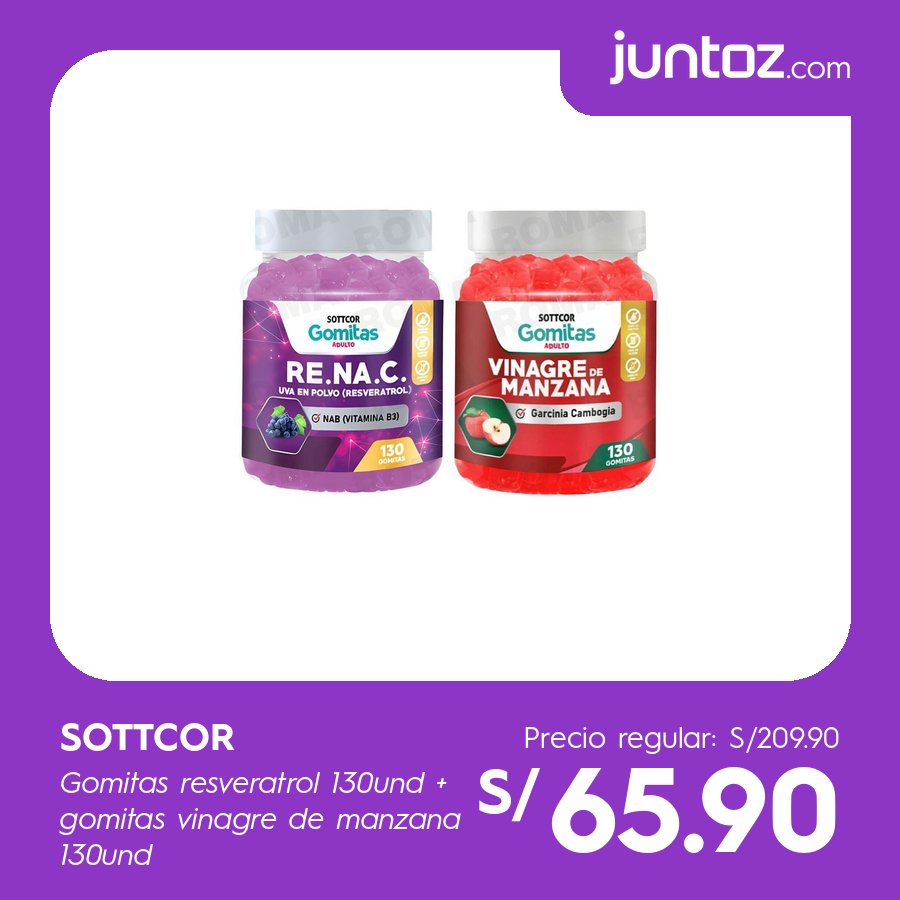 juntoz.com
ROMA
ROMA
SOTTCOR
Gomitas
ADULTO
RE.NA.C.
UVA EN POLVO (RESVERATROL)
NAB (VITAMINA B3)
130
GOMITAS
SOTTCOR
Gomitas
ADULTO
VINAGRE DE
MANZANA
Garcinia Cambogia
130
GOMITAS
SOTTCOR
Gomitas resveratrol 130und +
gomitas vinagre de manzana
130und
Precio regular: S/209.90
S/65.90